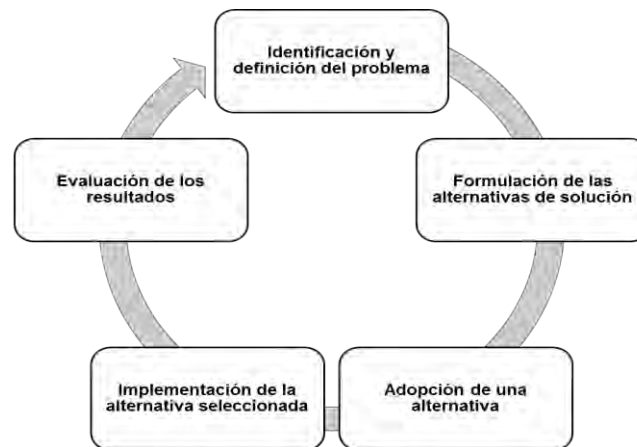 Identificación y
definición del problema
Formulación de las
alternativas de solución
Adopción de una
alternativa
Implementación de la
alternativa seleccionada
Evaluación de los
resultados